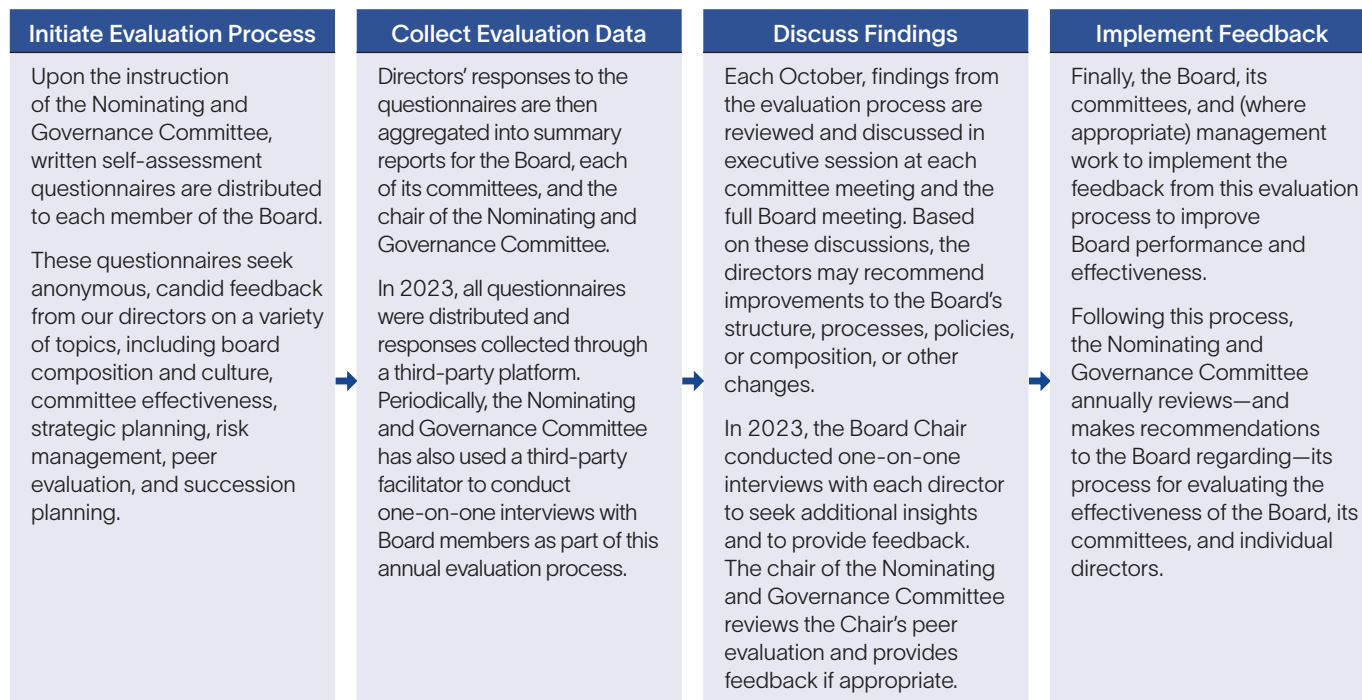 Initiate Evaluation Process
Upon the instruction
of the Nominating and
Governance Committee,
written self-assessment
questionnaires are distributed
to each member of the Board.
These questionnaires seek
anonymous, candid feedback
from our directors on a variety
of topics, including board
composition and culture,
committee effectiveness,
strategic planning, risk
management, peer
evaluation, and succession
planning.
Collect Evaluation Data
Directors’ responses to the
questionnaires are then
aggregated into summary
reports for the Board, each
of its committees, and the
chair of the Nominating and
Governance Committee.
In 2023, all questionnaires
were distributed and
responses collected through
a third-party platform.
Periodically, the Nominating
and Governance Committee
has also used a third-party
facilitator to conduct
one-on-one interviews with
Board members as part of this
annual evaluation process.
Discuss Findings
Each October, findings from
the evaluation process are
reviewed and discussed in
executive session at each
committee meeting and the
full Board meeting. Based
on these discussions, the
directors may recommend
improvements to the Board’s
structure, processes, policies,
or composition, or other
changes.
In 2023, the Board Chair
conducted one-on-one
interviews with each director
to seek additional insights
and to provide feedback.
The chair of the Nominating
and Governance Committee
reviews the Chair’s peer
evaluation and provides
feedback if appropriate.
Implement Feedback
Finally, the Board, its
committees, and (where
appropriate) management
work to implement the
feedback from this evaluation
process to improve
Board performance and
effectiveness.
Following this process,
the Nominating and
Governance Committee
annually reviews—and
makes recommendations
to the Board regarding—its
process for evaluating the
effectiveness of the Board, its
committees, and individual
directors.